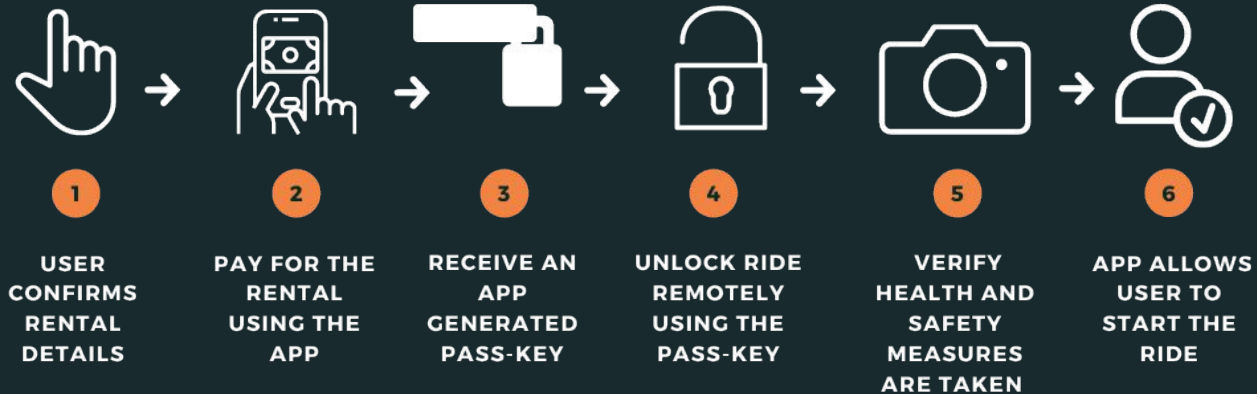 1
USER
CONFIRMS
RENTAL
DETAILS
2
PAY FOR THE
RENTAL
USING THE
APP
3
RECEIVE AN
APP
GENERATED
PASS-KEY
4
UNLOCK RIDE
REMOTELY
USING THE
PASS-KEY
5
VERIFY
HEALTH AND
SAFETY
MEASURES
ARE TAKEN
6
APP ALLOWS
USER TO
START THE
RIDE